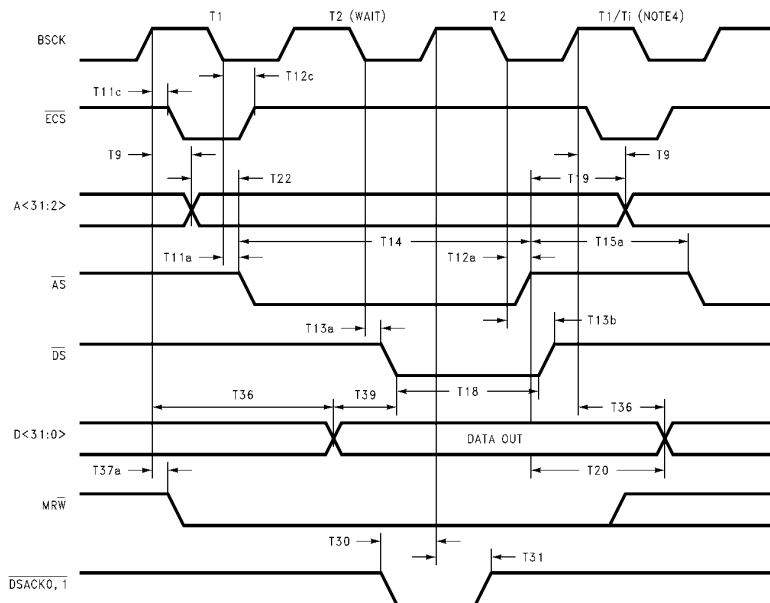 T1 T2 (WAIT) T2 T1/Ti (NOTE4)
BSCK
T12c
T11c
ECS
T9 T9
T22 T19
A<31:2>
T14 T15a
T11a T12a
AS
T13a T13b
DS
T36 T39 T18 T36
D<31:0> DATA OUT
T37a T20
MRW
T30 T31
DSACK0, 1